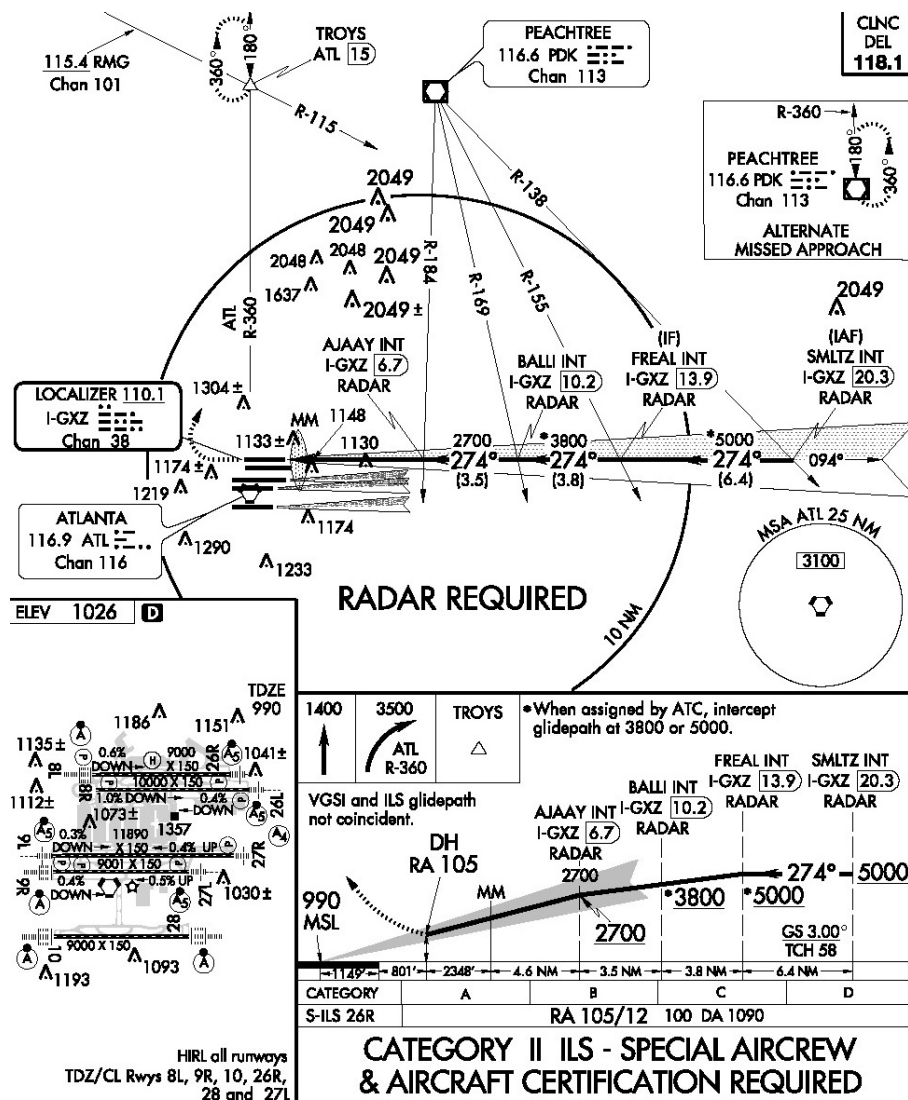 115.4 RMG
Chan 101
360°
180°
TROYS
ATL 15
PEACHTREE
116.6 PDK
Chan 113
CLNC
DEL
118.1
R-115
R-138
R-360
180°
360°
PEACHTREE
116.6 PDK
Chan 113
ALTERNATE
MISSED APPROACH
2049
2049
2048
2048
2049
1637
2049 ±
R-184
R-169
R-155
ATL
R-360
2049
AJAAY INT
I-GXZ 6.7
RADAR
BALLI INT
I-GXZ 10.2
RADAR
(IF)
FREAL INT
I-GXZ 13.9
RADAR
(IAF)
SMLTZ INT
I-GXZ 20.3
RADAR
LOCALIZER 110.1
I-GXZ
Chan 38
1304 ±
MM
1148
1133 ±
1130
2700
*3800
*5000
274°
274°
274°
094°
(3.5)
(3.8)
(6.4)
1174 ±
1219
ATLANTA
116.9 ATL
Chan 116
1174
1290
1233
MSA ATL 25 NM
3100
RADAR REQUIRED
10 NM
ELEV 1026 D
TDZE
990
1186
1151
1135 ±
A
A5
1041 ±
8L
0.6%
DOWN
H
9000
X 150
26R
P
P
8R
10000 X 150
26L
1112 ±
1.0% DOWN
0.4%
DOWN
1073 ±
1357
A5
A4
0.3%
DOWN
11890
X 150
0.4% UP
27R
9001 X 150
9R
0.4%
DOWN
0.5% UP
27L
1030 ±
A
A5
28
9000 X 150
10
A
A
1193
1093
HIRL all runways
TDZ/CL Rwys 8L, 9R, 10, 26R,
28 and 27L
1400
3500
ATL
R-360
TROYS
*When assigned by ATC, intercept
glidepath at 3800 or 5000.
VGSI and ILS glidepath
not coincident.
DH
RA 105
AJAAY INT
I-GXZ 6.7
RADAR
BALLI INT
I-GXZ 10.2
RADAR
FREAL INT
I-GXZ 13.9
RADAR
SMLTZ INT
I-GXZ 20.3
RADAR
990
MSL
MM
2700
274°
5000
2700
*3800
*5000
GS 3.00°
TCH 58
1149'
801'
2348'
4.6 NM
3.5 NM
3.8 NM
6.4 NM
CATEGORY A B C D
S-ILS 26R RA 105/12 100 DA 1090
CATEGORY II ILS - SPECIAL AIRCREW
& AIRCRAFT CERTIFICATION REQUIRED